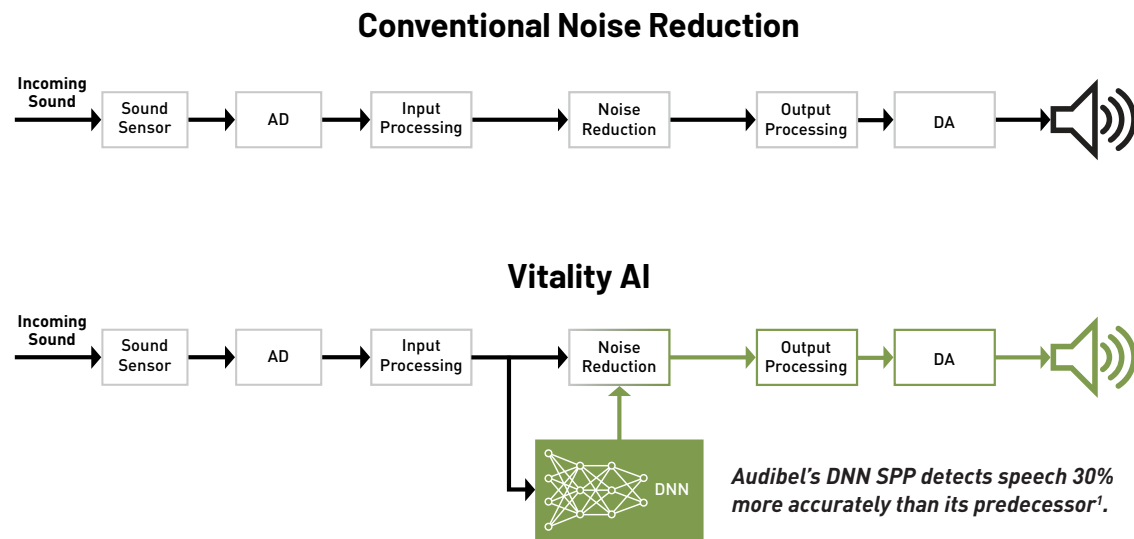 Conventional Noise Reduction
Incoming
Sound
Sound
Sensor
AD
Input
Processing
Noise
Reduction
Output
Processing
DA
Vitality AI
Incoming
Sound
Sound
Sensor
AD
Input
Processing
Noise
Reduction
Output
Processing
DA
DNN
Audibel’s DNN SPP detects speech 30%
more accurately than its predecessor¹.